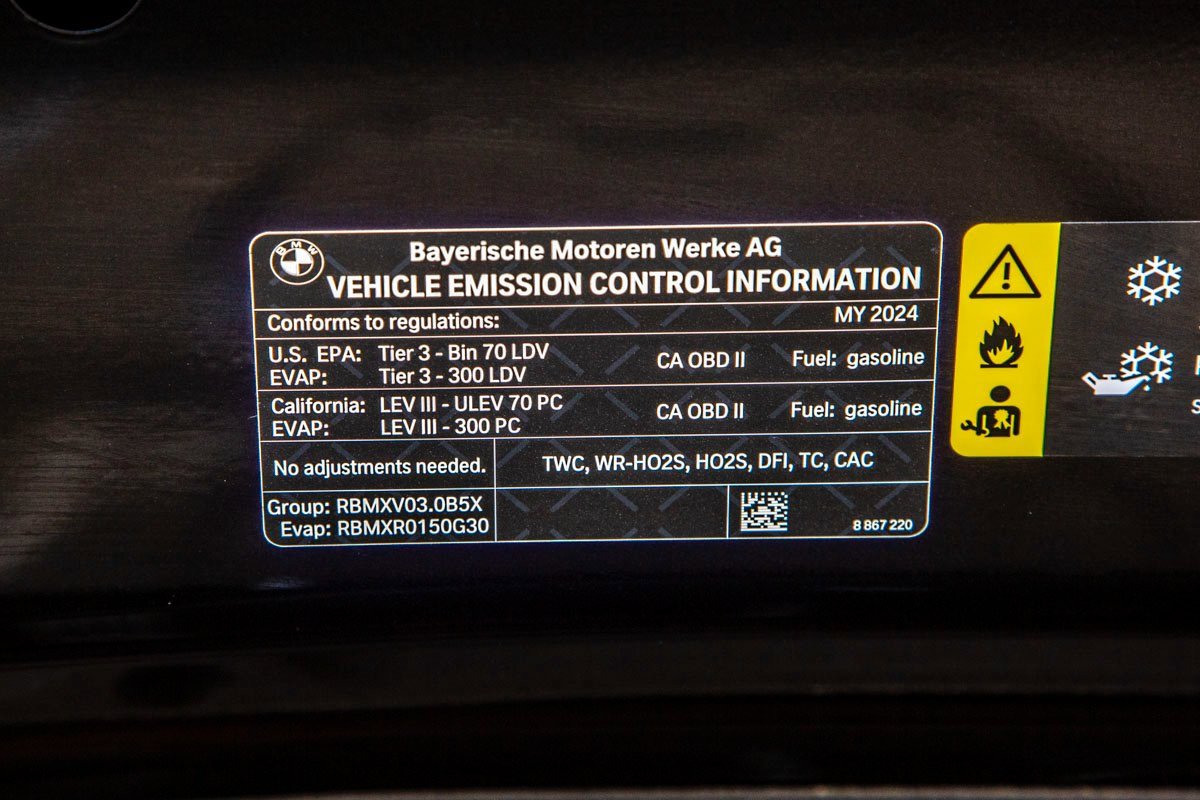 BMW
Bayerische Motoren Werke AG
VEHICLE EMISSION CONTROL INFORMATION
Conforms to regulations: MY 2024
U.S. EPA: Tier 3 - Bin 70 LDV CA OBD II Fuel: gasoline
EVAP: Tier 3 - 300 LDV
California: LEV III - ULEV 70 PC CA OBD II Fuel: gasoline
EVAP: LEV III - 300 PC
No adjustments needed. TWC, WR-HO2S, HO2S, DFI, TC, CAC
Group: RBMXV03.0B5X
Evap: RBMXR0150G30
8 867 220